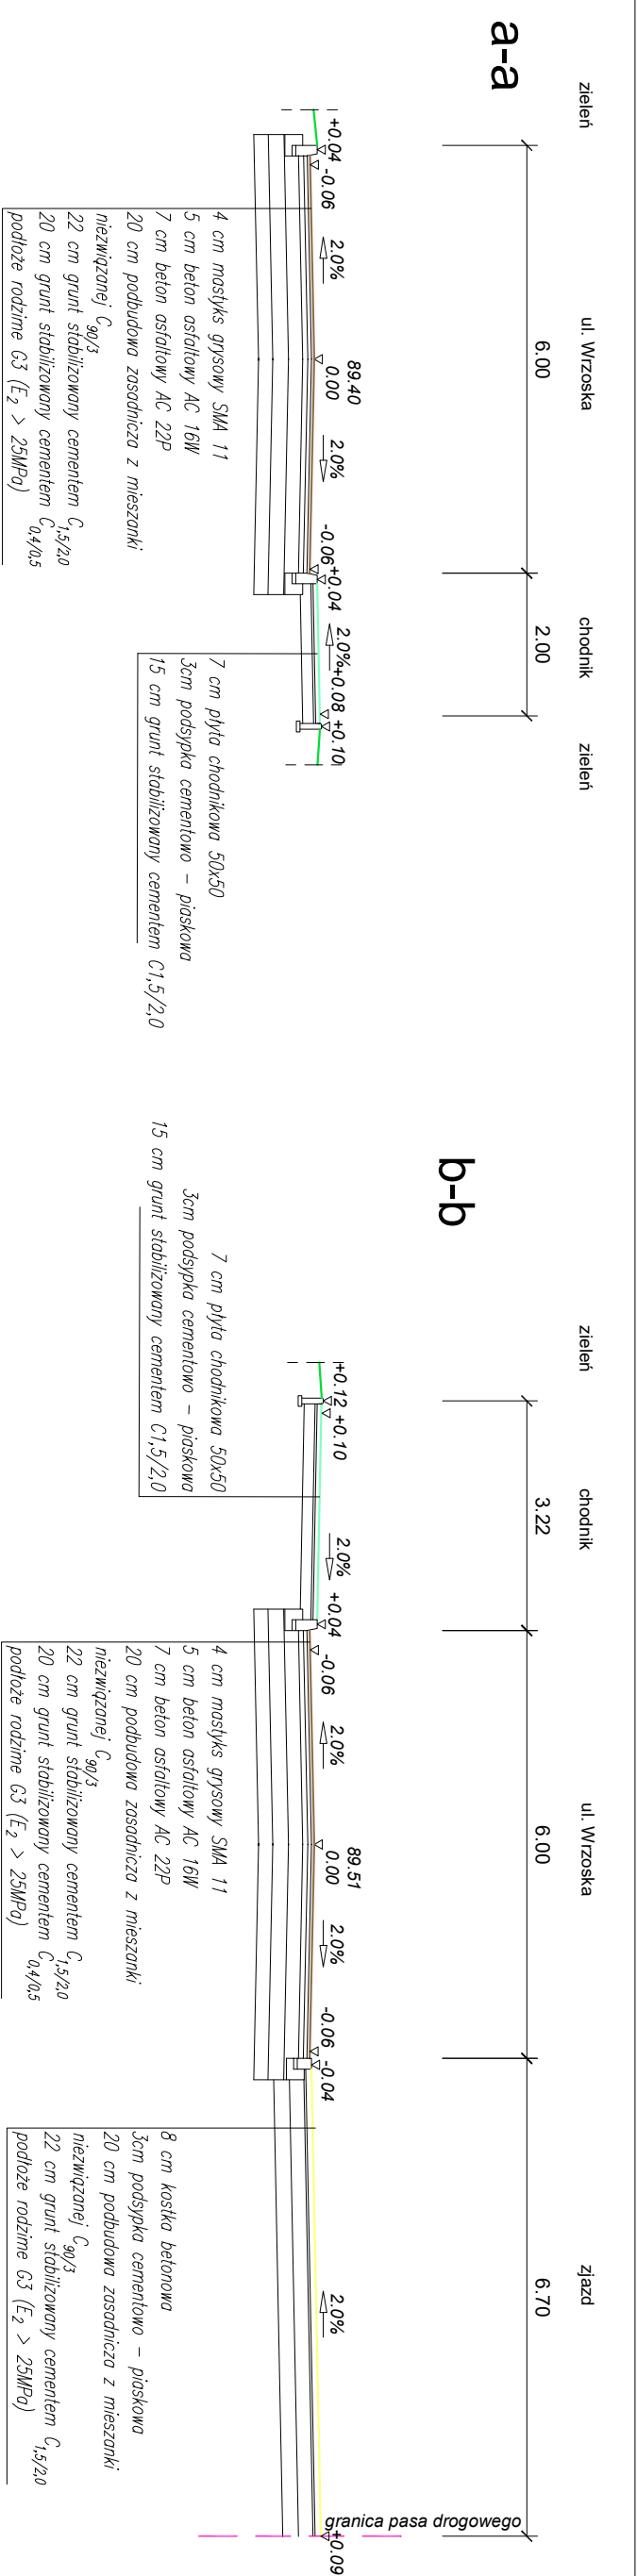 a-a
zieleń
ul. Wrzoska
chodnik
zieleń
6.00
2.00
89.40
+0.04
-0.06
2.0%
0.00
2.0%
-0.06
+0.04
2.0%
+0.08
+0.10
4 cm mastyks grysowy SMA 11
5 cm beton asfaltowy AC 16W
7 cm beton asfaltowy AC 22P
20 cm podbudowa zasadnicza z mieszanki
niezwiązanej C90/3
22 cm grunt stabilizowany cementem C1,5/2,0
20 cm grunt stabilizowany cementem C0,4/0,5
podłoże rodzime G3 (E2 > 25MPa)
7 cm płyta chodnikowa 50x50
3cm podsypka cementowo – piaskowa
15 cm grunt stabilizowany cementem C1,5/2,0
b-b
zieleń
chodnik
ul. Wrzoska
zjazd
3.22
6.00
6.70
89.51
+0.12
+0.10
2.0%
+0.04
-0.06
2.0%
0.00
2.0%
-0.06
-0.04
2.0%
granica pasa drogowego
+0.09
7 cm płyta chodnikowa 50x50
3cm podsypka cementowo – piaskowa
15 cm grunt stabilizowany cementem C1,5/2,0
4 cm mastyks grysowy SMA 11
5 cm beton asfaltowy AC 16W
7 cm beton asfaltowy AC 22P
20 cm podbudowa zasadnicza z mieszanki
niezwiązanej C90/3
22 cm grunt stabilizowany cementem C1,5/2,0
20 cm grunt stabilizowany cementem C0,4/0,5
podłoże rodzime G3 (E2 > 25MPa)
8 cm kostka betonowa
3cm podsypka cementowo – piaskowa
20 cm podbudowa zasadnicza z mieszanki
niezwiązanej C90/3
22 cm grunt stabilizowany cementem C1,5/2,0
podłoże rodzime G3 (E2 > 25MPa)